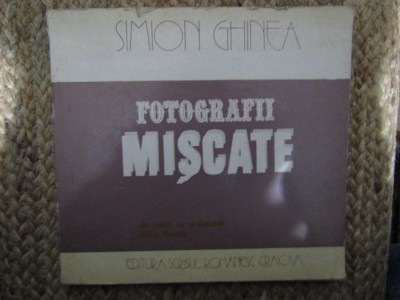 SIMION GHINEA
FOTOGRAFII
MIȘCATE
EDITURA SCRISUL ROMÂNESC CRAIOVA